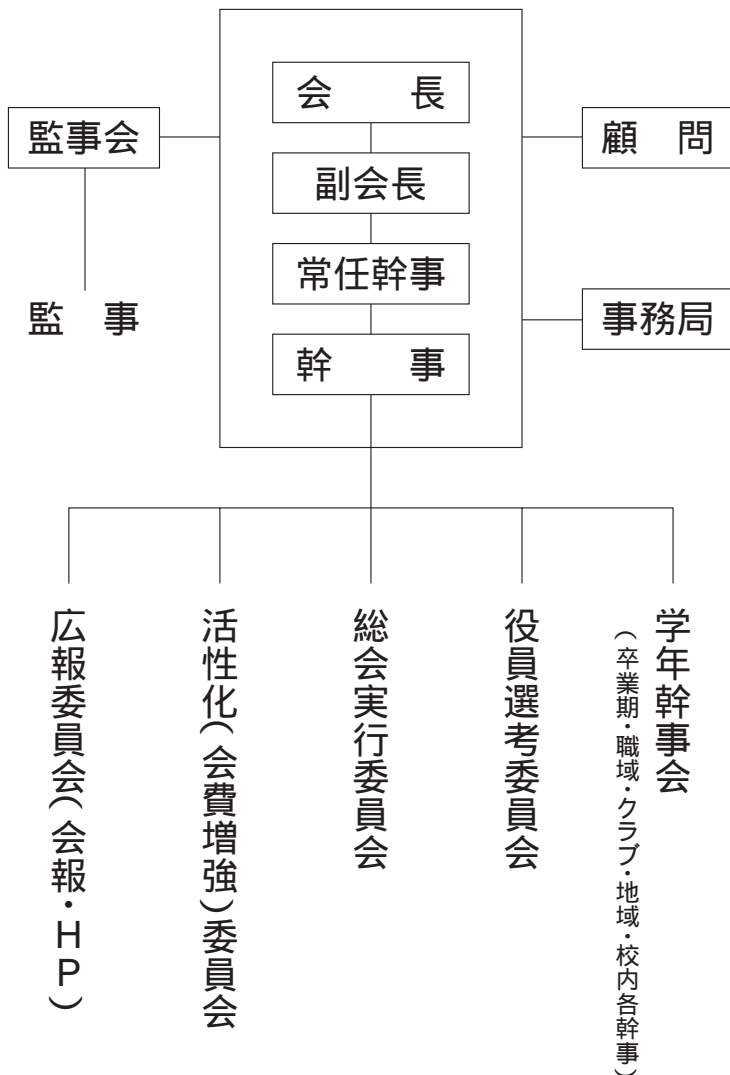 会　長
監事会
顧　問
副会長
常任幹事
監　事
事務局
幹　事
学年幹事会
（卒業期・職域・クラブ・地域・校内各幹事）
役員選考委員会
総会実行委員会
活性化（会費増強）委員会
広報委員会（会報・ＨＰ）